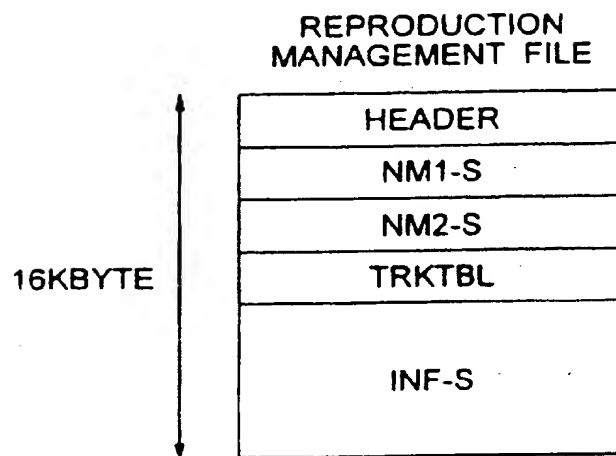 REPRODUCTION
MANAGEMENT FILE
HEADER
NM1-S
NM2-S
TRKTBL
16KBYTE
INF-S